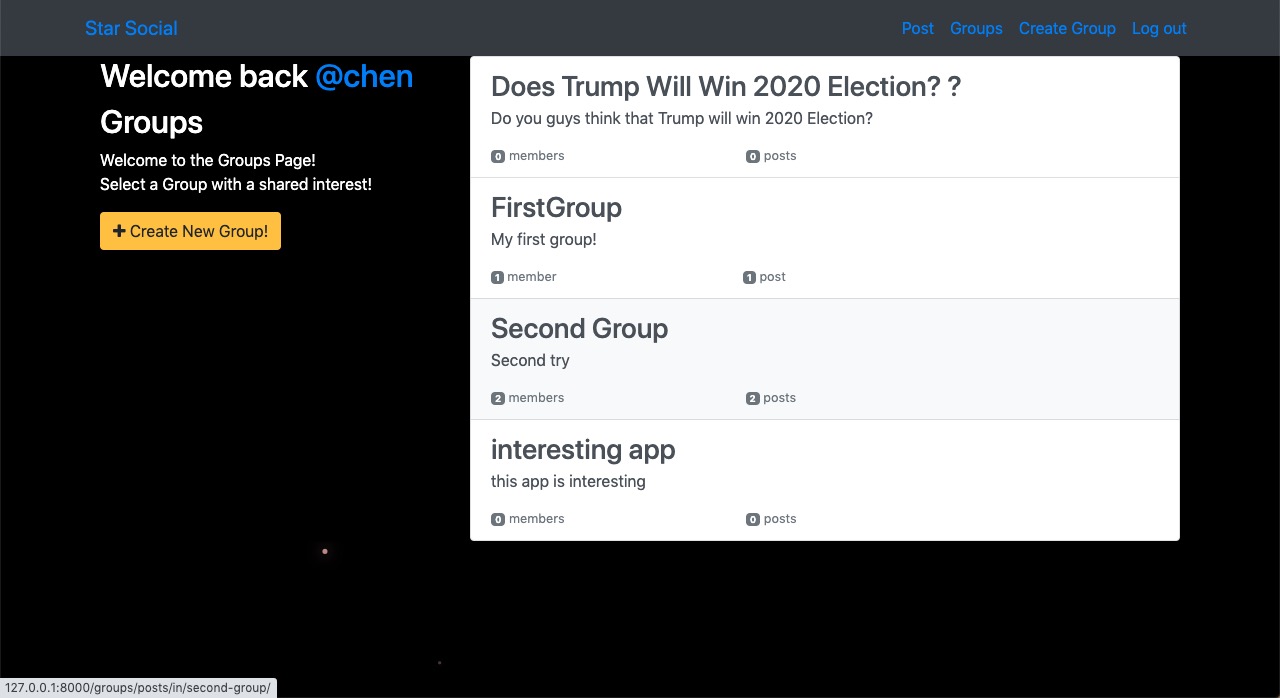 Star Social
Post Groups Create Group Log out
Welcome back @chen
Groups
Welcome to the Groups Page!
Select a Group with a shared interest!
+ Create New Group!
Does Trump Will Win 2020 Election? ?
Do you guys think that Trump will win 2020 Election?
0 members 0 posts
FirstGroup
My first group!
1 member 1 post
Second Group
Second try
2 members 2 posts
interesting app
this app is interesting
0 members 0 posts
127.0.0.1:8000/groups/posts/in/second-group/